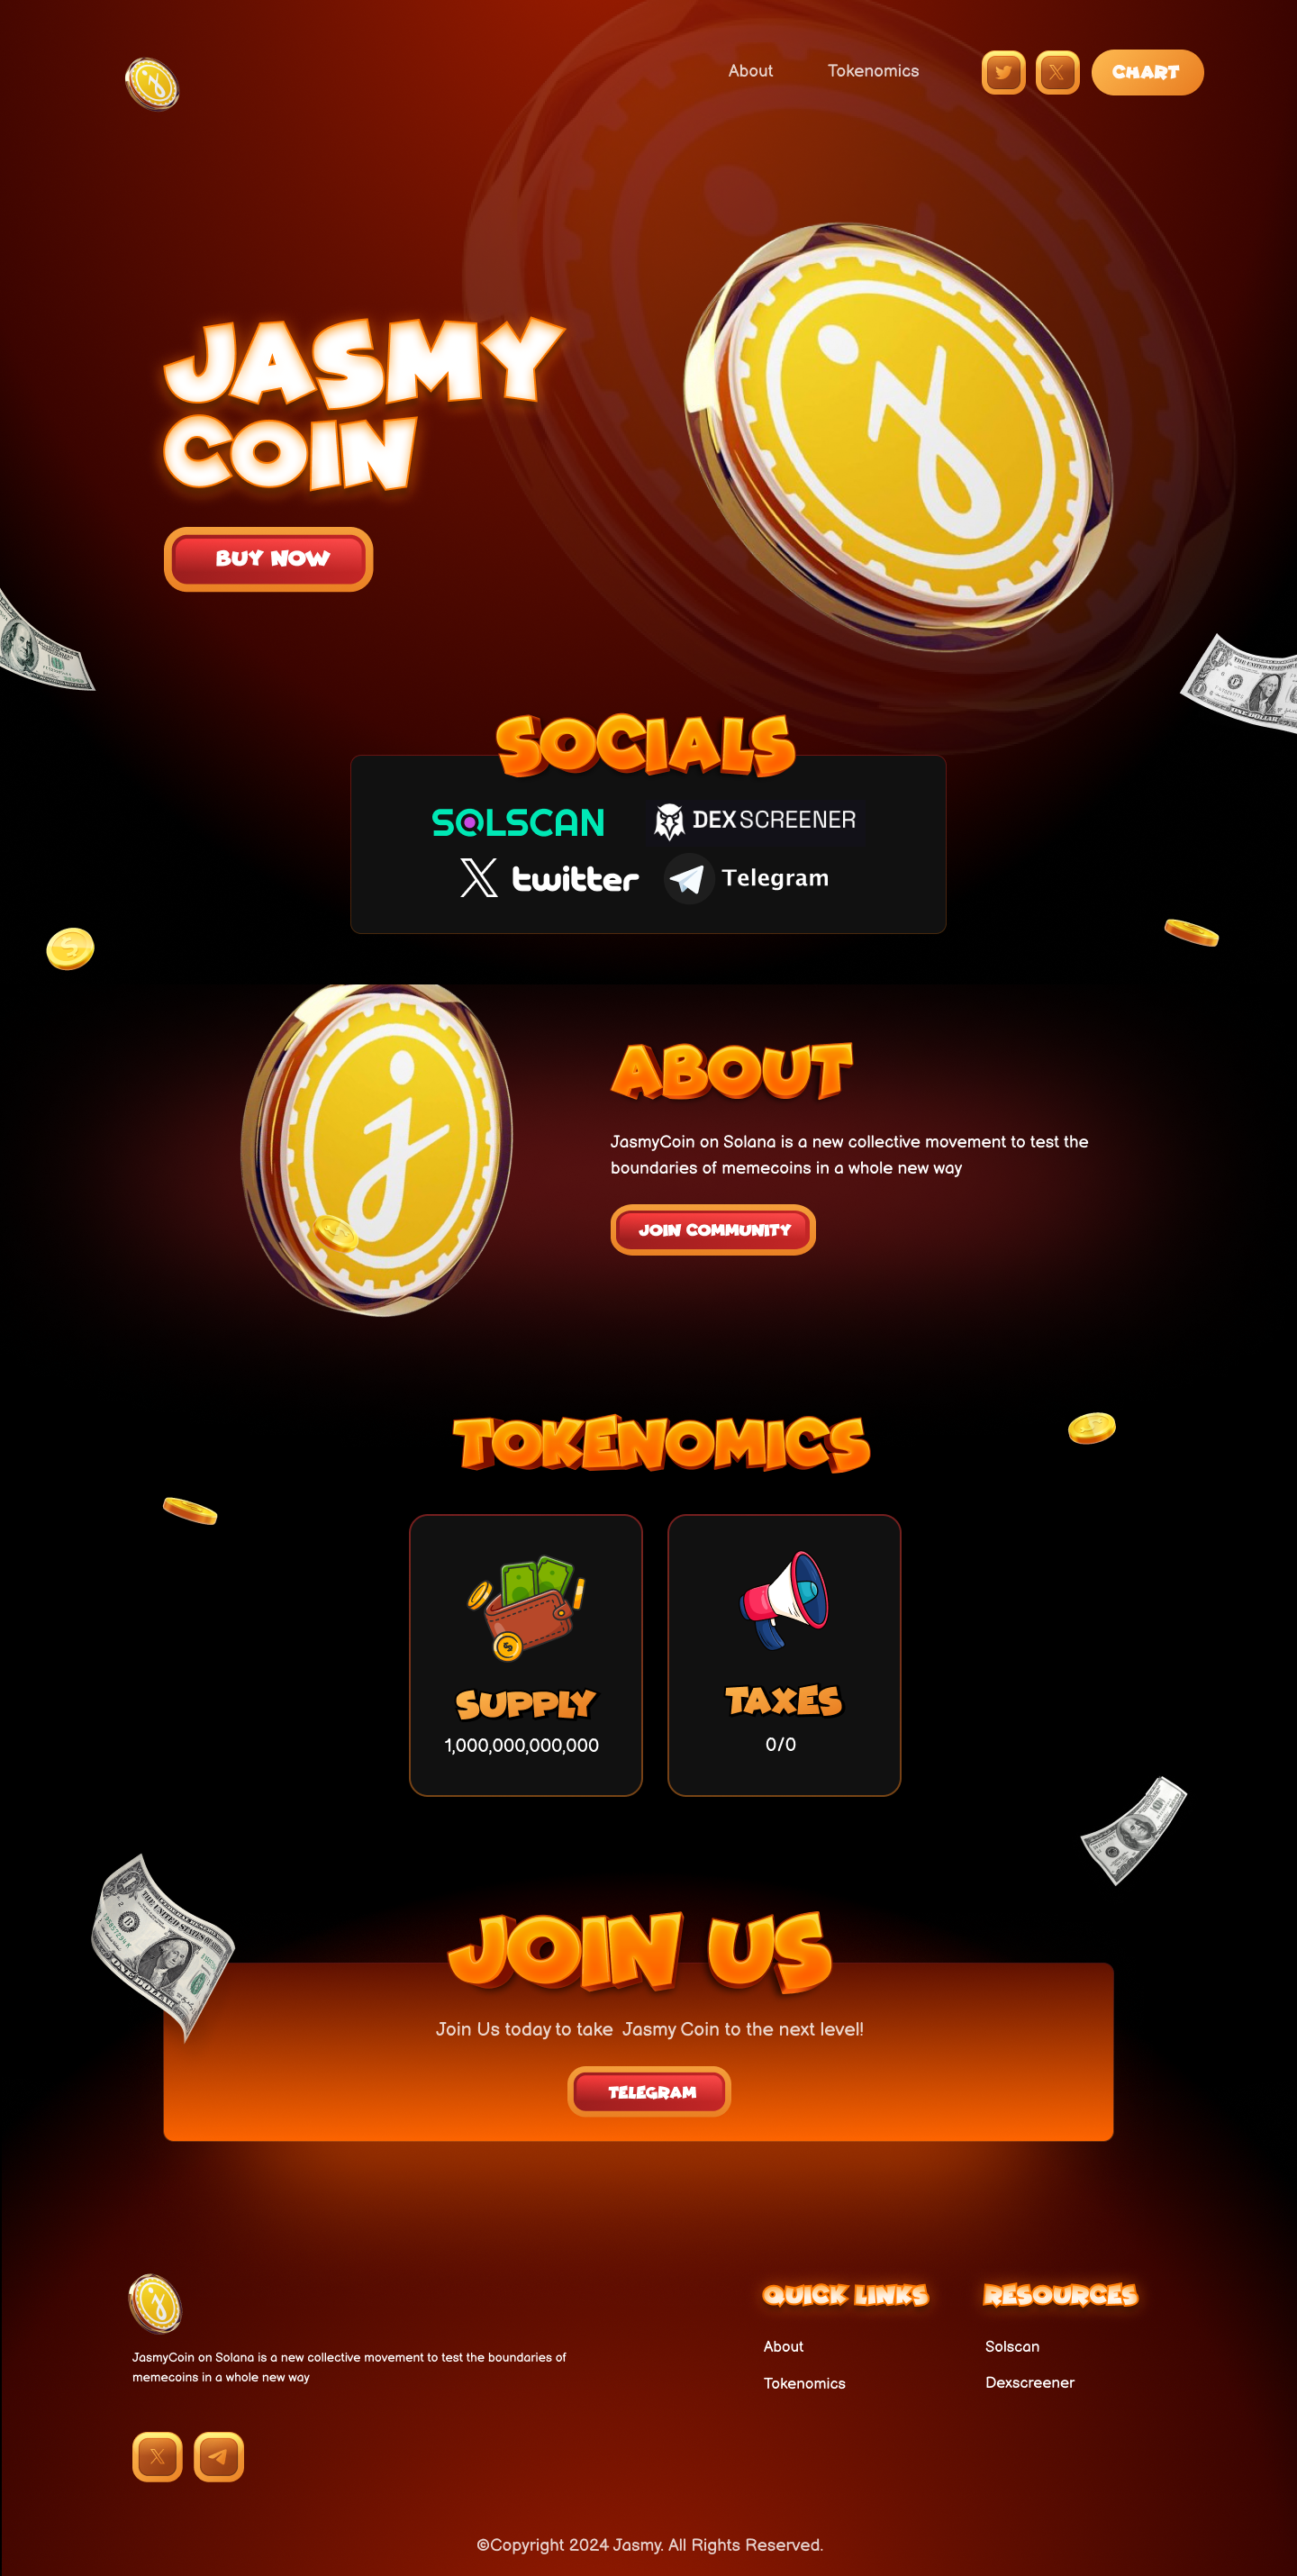 About
Tokenomics
CHART
JASMY
COIN
BUY NOW
SOCIALS
SOLSCAN
DEXSCREENER
twitter
Telegram
ABOUT
JasmyCoin on Solana is a new collective movement to test the
boundaries of memecoins in a whole new way
JOIN COMMUNITY
TOKENOMICS
SUPPLY
1,000,000,000,000
TAXES
0/0
JOIN US
Join Us today to take  Jasmy Coin to the next level!
TELEGRAM
QUICK LINKS
RESOURCES
JasmyCoin on Solana is a new collective movement to test the boundaries of
memecoins in a whole new way
About
Solscan
Tokenomics
Dexscreener
©Copyright 2024 Jasmy. All Rights Reserved.